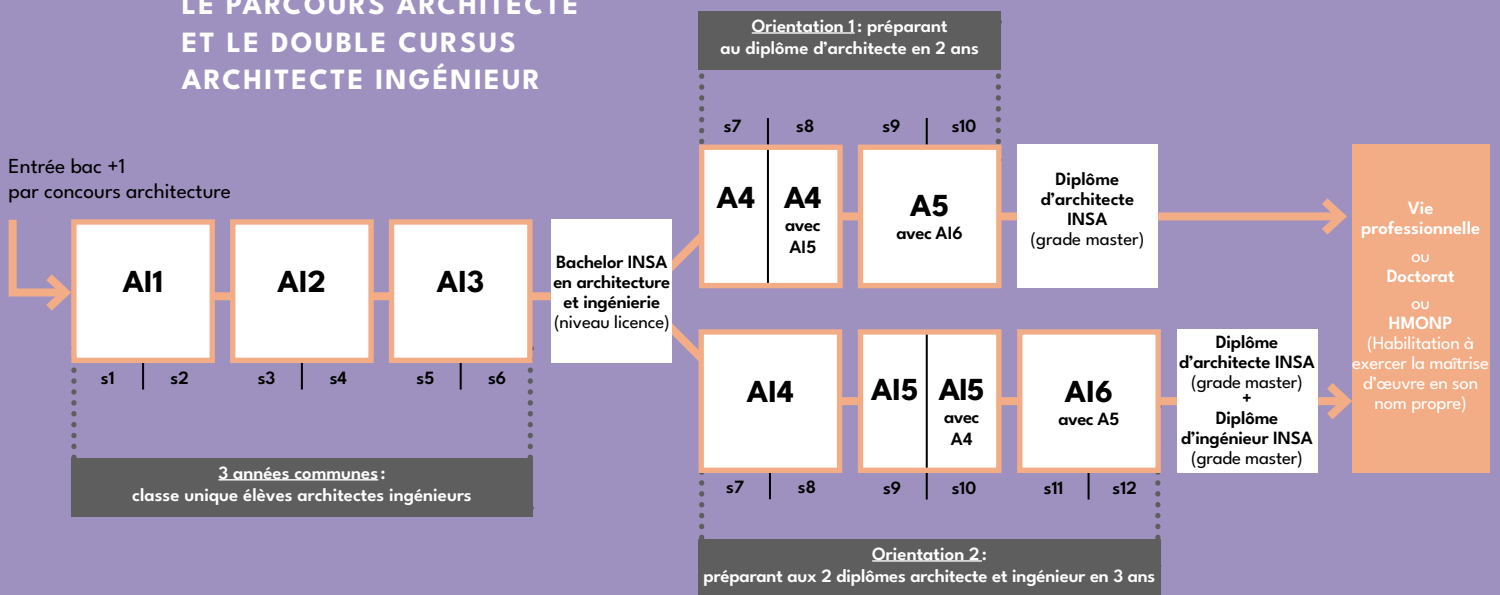 LE PARCOURS ARCHITECTE
ET LE DOUBLE CURSUS
ARCHITECTE INGÉNIEUR
Entrée bac +1
par concours architecture
AI1
s1
s2
AI2
s3
s4
AI3
s5
s6
3 années communes :
classe unique élèves architectes ingénieurs
Bachelor INSA
en architecture
et ingénierie
(niveau licence)
Orientation 1 : préparant
au diplôme d'architecte en 2 ans
s7
s8
s9
s10
A4
A4
avec
AI5
A5
avec AI6
Diplôme
d'architecte
INSA
(grade master)
AI4
AI5
AI5
avec
A4
AI6
avec A5
s7
s8
s9
s10
s11
s12
Orientation 2 :
préparant aux 2 diplômes architecte et ingénieur en 3 ans
Diplôme
d'architecte INSA
(grade master)
+
Diplôme
d'ingénieur INSA
(grade master)
Vie
professionnelle
ou
Doctorat
ou
HMONP
(Habilitation à
exercer la maîtrise
d'œuvre en son
nom propre)